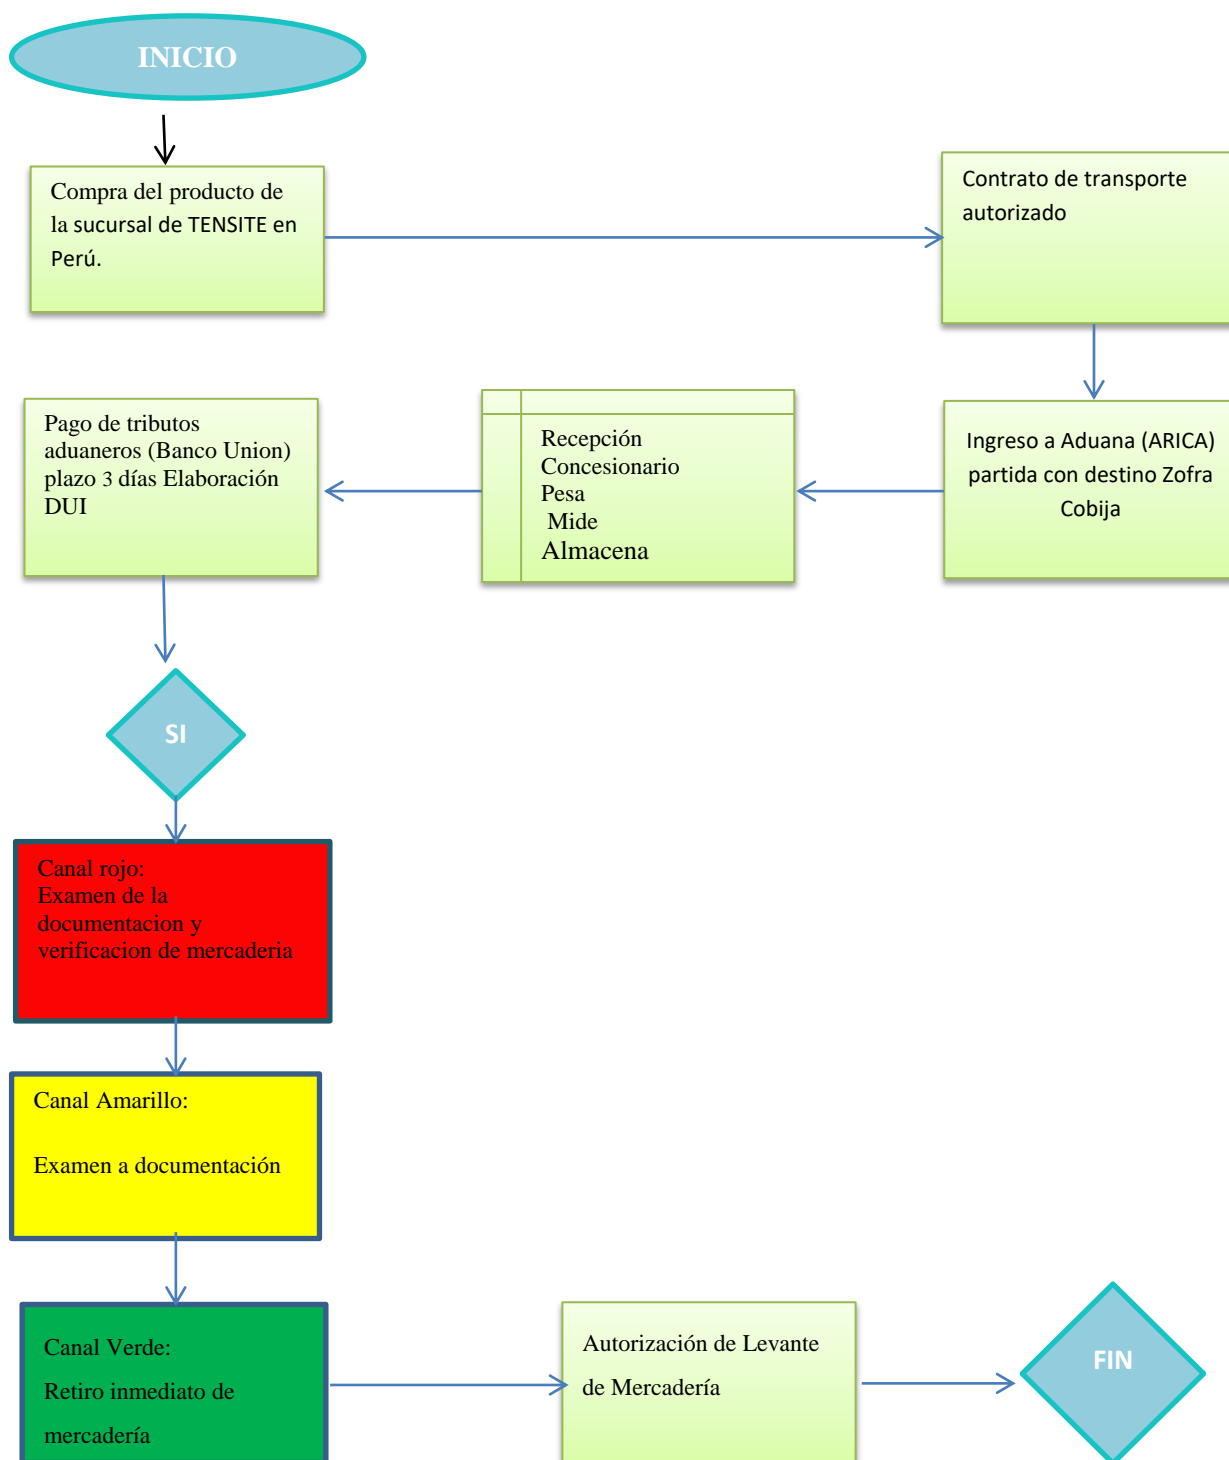 INICIO
Compra del producto de
la sucursal de TENSITE en
Perú.
Contrato de transporte
autorizado
Ingreso a Aduana (ARICA)
partida con destino Zofra
Cobija
Recepción
Concesionario
Pesa
Mide
Almacena
Pago de tributos
aduaneros (Banco Union)
plazo 3 días Elaboración
DUI
SI
Canal rojo:
Examen de la
documentacion y
verificacion de mercaderia
Canal Amarillo:
Examen a documentación
Canal Verde:
Retiro inmediato de
mercadería
Autorización de Levante
de Mercadería
FIN